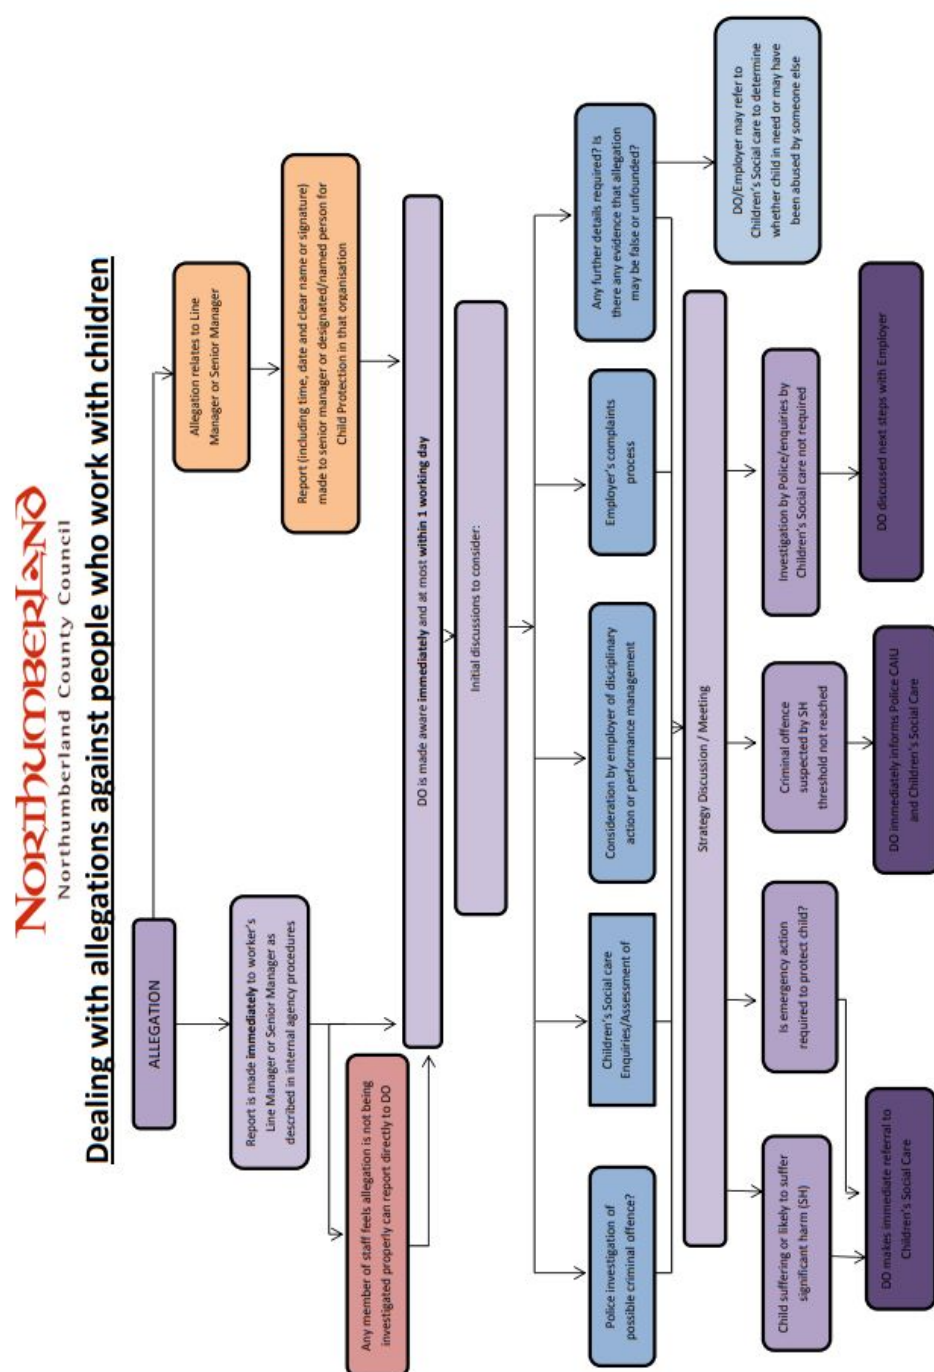 NORTHUMBERLAND
Northumberland County Council
Dealing with allegations against people who work with children
ALLEGATION
Allegation relates to Line
Manager or Senior Manager
Report is made immediately to worker's
Line Manager or Senior Manager as
described in internal agency procedures
Report (including time, date and clear name or signature)
made to senior manager or designated/named person for
Child Protection in that organisation
Any member of staff feels allegation is not being
investigated properly can report directly to DO
DO is made aware immediately and at most within 1 working day
Initial discussions to consider:
Police investigation of
possible criminal offence?
Children's Social care
Enquiries/Assessment of
Consideration by employer of disciplinary
action or performance management
Employer's complaints
process
Any further details required? Is
there any evidence that allegation
may be false or unfounded?
Strategy Discussion / Meeting
DO/Employer may refer to
Children's Social care to determine
whether child in need or may have
been abused by someone else
Child suffering or likely to suffer
significant harm (SH)
Is emergency action
required to protect child?
Criminal offence
suspected by SH
threshold not reached
Investigation by Police/enquiries by
Children's Social care not required
DO makes immediate referral to
Children's Social Care
DO immediately informs Police CAIU
and Children's Social Care
DO discussed next steps with Employer